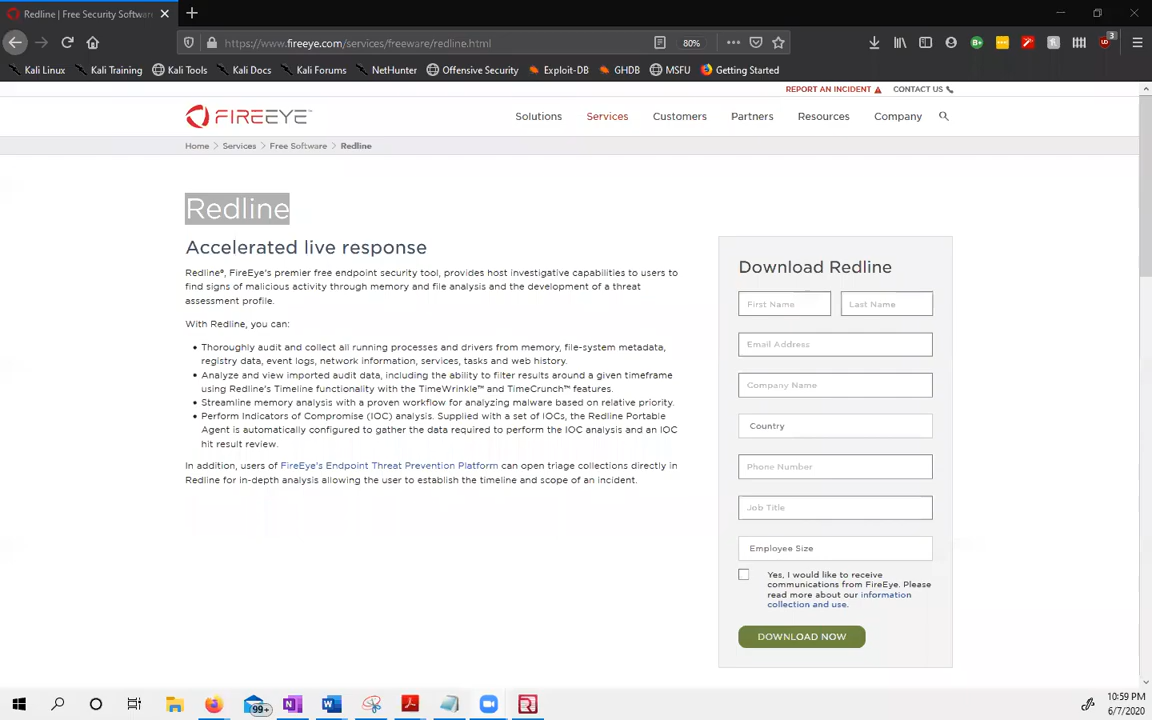 Redline | Free Security Softwar
https://www.fireeye.com/services/freeware/redline.html
80%
3
Kali Linux Kali Training Kali Tools Kali Docs Kali Forums NetHunter Offensive Security Exploit-DB GHDB MSFU Getting Started
REPORT AN INCIDENT CONTACT US
FIREEYE™
Solutions Services Customers Partners Resources Company
Home > Services > Free Software > Redline
Redline
Accelerated live response
Redline®, FireEye's premier free endpoint security tool, provides host investigative capabilities to users to
find signs of malicious activity through memory and file analysis and the development of a threat
assessment profile.
With Redline, you can:
• Thoroughly audit and collect all running processes and drivers from memory, file-system metadata,
registry data, event logs, network information, services, tasks and web history.
• Analyze and view imported audit data, including the ability to filter results around a given timeframe
using Redline's Timeline functionality with the TimeWrinkle™ and TimeCrunch™ features.
• Streamline memory analysis with a proven workflow for analyzing malware based on relative priority.
• Perform Indicators of Compromise (IOC) analysis. Supplied with a set of IOCs, the Redline Portable
Agent is automatically configured to gather the data required to perform the IOC analysis and an IOC
hit result review.
In addition, users of FireEye's Endpoint Threat Prevention Platform can open triage collections directly in
Redline for in-depth analysis allowing the user to establish the timeline and scope of an incident.
Download Redline
First Name Last Name
Email Address
Company Name
Country
Phone Number
Job Title
Employee Size
Yes, I would like to receive
communications from FireEye. Please
read more about our information
collection and use.
DOWNLOAD NOW
99+
10:59 PM
6/7/2020